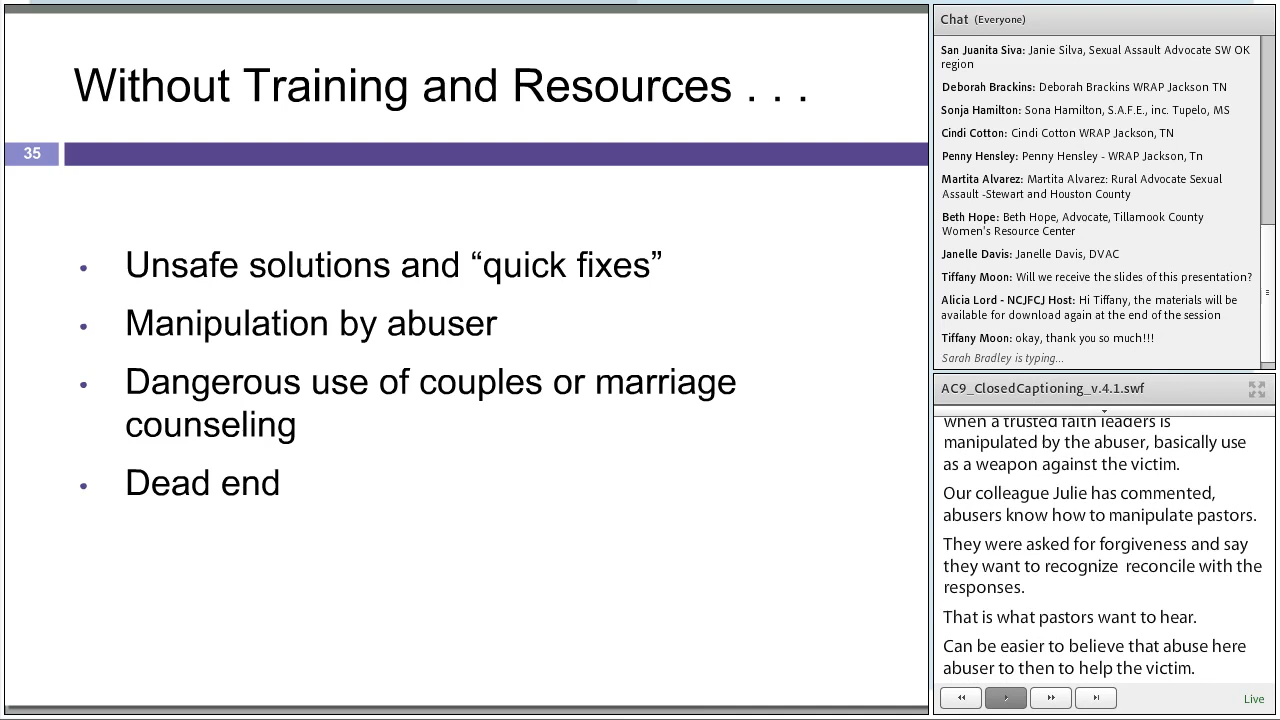 Without Training and Resources . . .
35
• Unsafe solutions and “quick fixes”
• Manipulation by abuser
• Dangerous use of couples or marriage
counseling
• Dead end
Chat (Everyone)
San Juanita Siva: Janie Silva, Sexual Assault Advocate SW OK
region
Deborah Brackins: Deborah Brackins WRAP Jackson TN
Sonja Hamilton: Sona Hamilton, S.A.F.E., inc. Tupelo, MS
Cindi Cotton: Cindi Cotton WRAP Jackson, TN
Penny Hensley: Penny Hensley - WRAP Jackson, Tn
Martita Alvarez: Martita Alvarez: Rural Advocate Sexual
Assault -Stewart and Houston County
Beth Hope: Beth Hope, Advocate, Tillamook County
Women's Resource Center
Janelle Davis: Janelle Davis, DVAC
Tiffany Moon: Will we receive the slides of this presentation?
Alicia Lord - NCJFCJ Host: Hi Tiffany, the materials will be
available for download again at the end of the session
Tiffany Moon: okay, thank you so much!!!
Sarah Bradley is typing...
AC9_ClosedCaptioning_v.4.1.swf
when a trusted faith leaders is
manipulated by the abuser, basically use
as a weapon against the victim.
Our colleague Julie has commented,
abusers know how to manipulate pastors.
They were asked for forgiveness and say
they want to recognize reconcile with the
responses.
That is what pastors want to hear.
Can be easier to believe that abuse here
abuser to then to help the victim.
Live